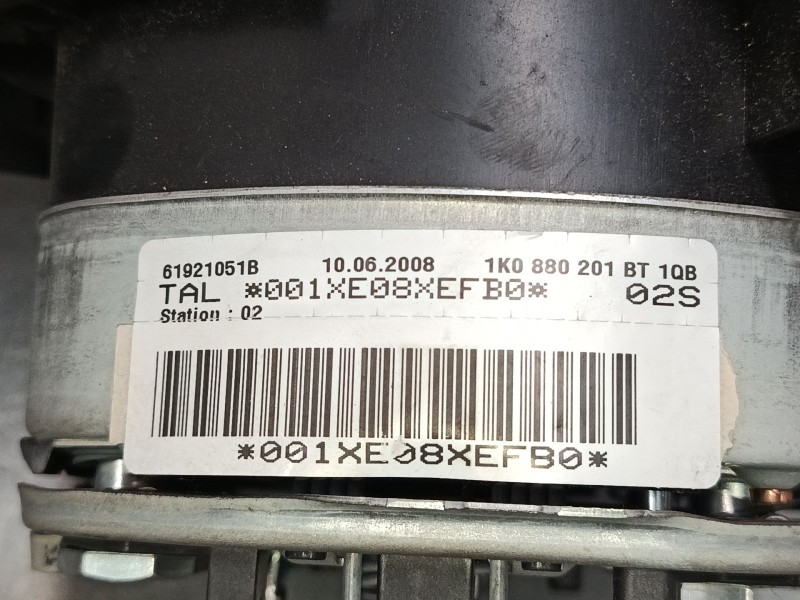 61921051B 10.06.2008 1K0 880 201 BT 1QB
TAL *001XE08XEFB0* 02S
Station : 02
*001XE08XEFB0*